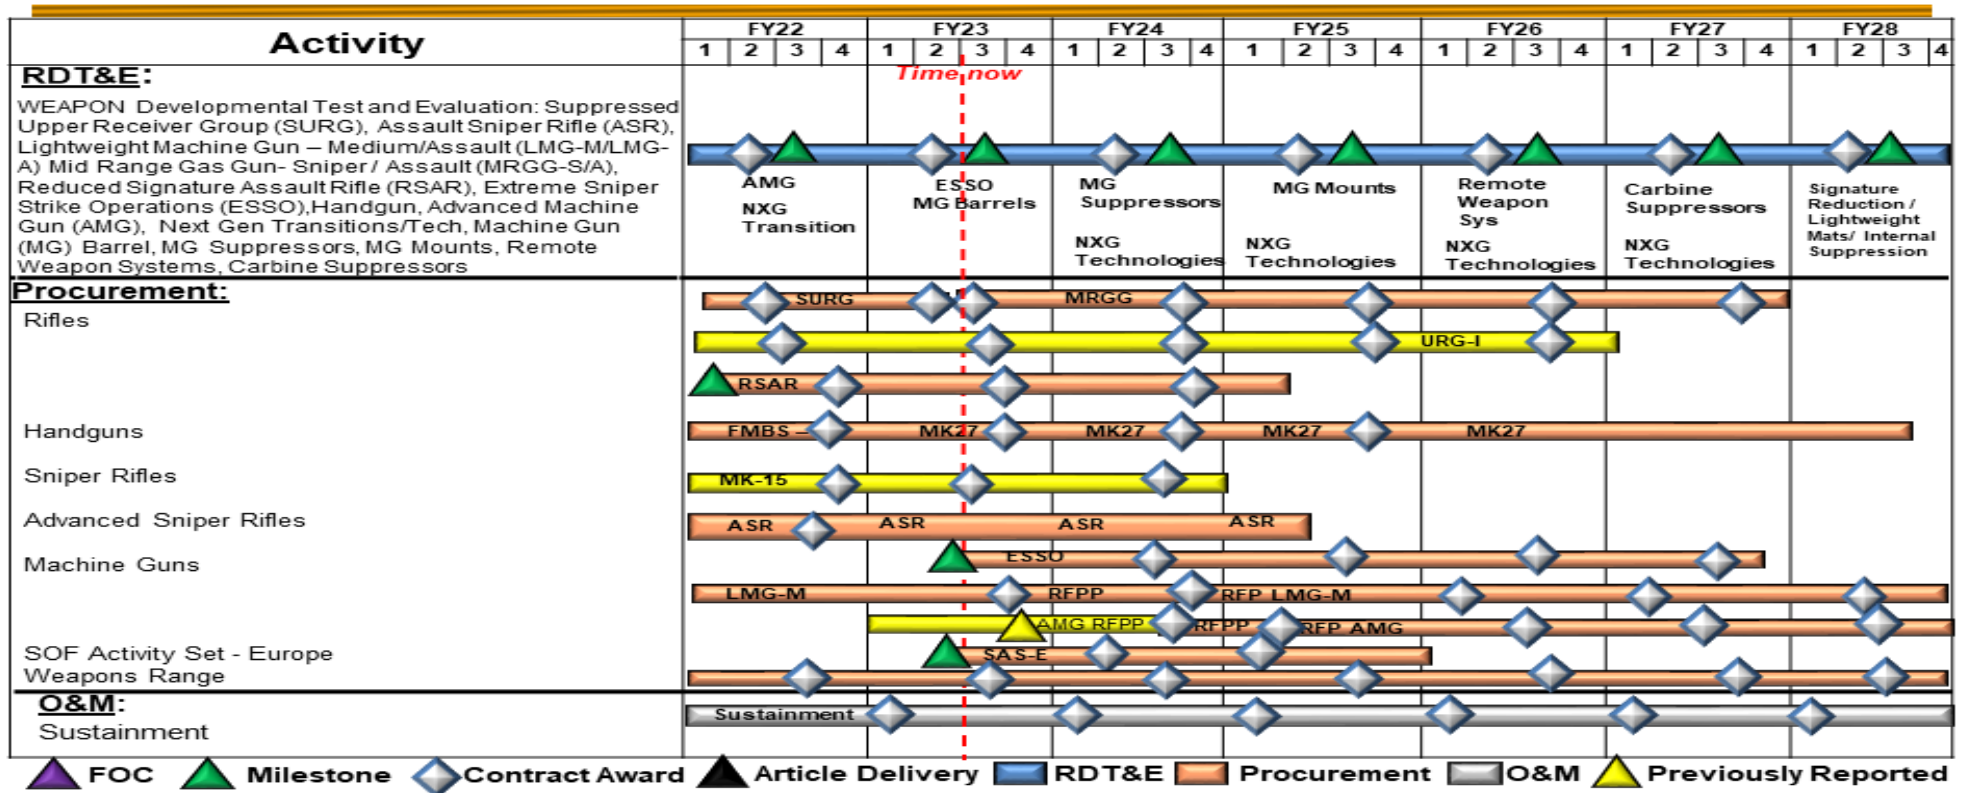 Activity
FY22 FY23 FY24 FY25 FY26 FY27 FY28
1 2 3 4 1 2 3 4 1 2 3 4 1 2 3 4 1 2 3 4 1 2 3 4 1 2 3 4
Time now
RDT&E:
WEAPON Developmental Test and Evaluation: Suppressed
Upper Receiver Group (SURG), Assault Sniper Rifle (ASR),
Lightweight Machine Gun – Medium/Assault (LMG-M/LMG-
A) Mid Range Gas Gun- Sniper / Assault (MRGG-S/A),
Reduced Signature Assault Rifle (RSAR), Extreme Sniper
Strike Operations (ESSO),Handgun, Advanced Machine
Gun (AMG), Next Gen Transitions/Tech, Machine Gun
(MG) Barrel, MG Suppressors, MG Mounts, Remote
Weapon Systems, Carbine Suppressors
AMG
NXG
Transition
ESSO
MG Barrels
MG
Suppressors
NXG
Technologies
MG Mounts
NXG
Technologies
Remote
Weapon
Sys
NXG
Technologies
Carbine
Suppressors
NXG
Technologies
Signature
Reduction /
Lightweight
Mats/ Internal
Suppression
Procurement:
SURG MRGG
Rifles
URG-I
RSAR
Handguns
FMBS – MK27 MK27 MK27 MK27
Sniper Rifles
MK-15
Advanced Sniper Rifles
ASR ASR ASR ASR
Machine Guns
ESSO
LMG-M RFPP RFP LMG-M
AMG RFPP RFPP RFP AMG
SOF Activity Set - Europe
SAS-E
Weapons Range
O&M:
Sustainment
Sustainment
FOC Milestone Contract Award Article Delivery RDT&E Procurement O&M Previously Reported